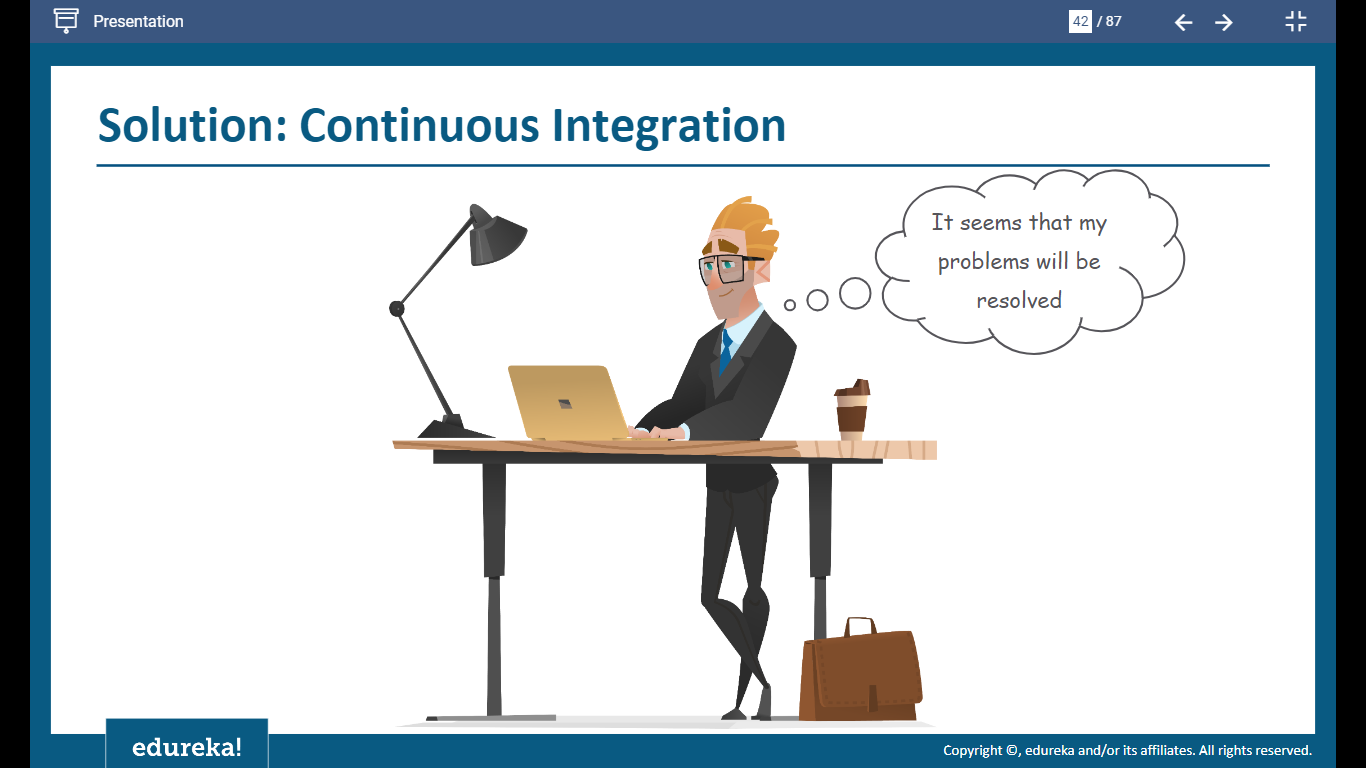 Presentation
42 / 87
Solution: Continuous Integration
It seems that my
problems will be
resolved
edureka!
Copyright ©, edureka and/or its affiliates. All rights reserved.